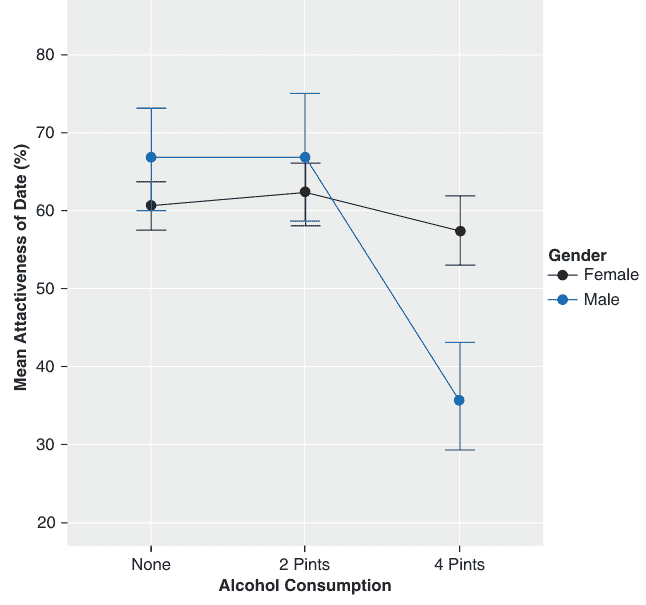 Mean Attactiveness of Date (%)
80
70
60
50
40
30
20
None 2 Pints 4 Pints
Alcohol Consumption
Gender
Female
Male